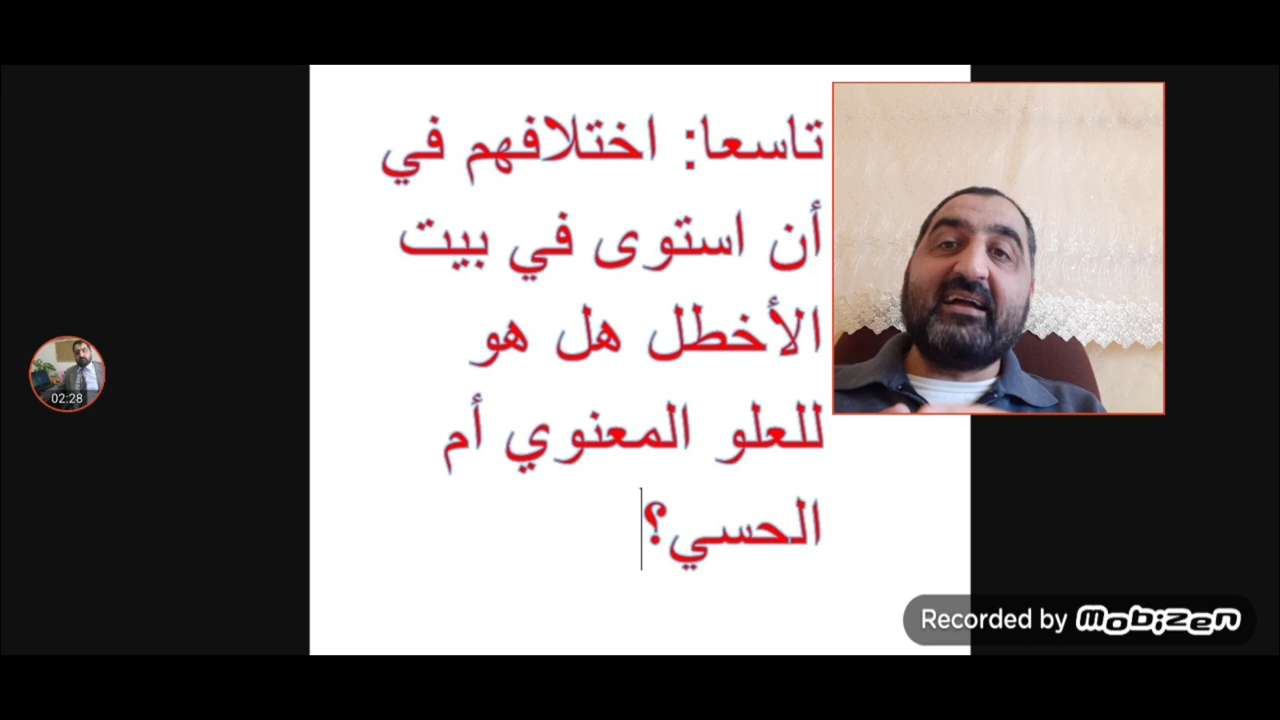 تاسعا: اختلافهم في
أن استوى في بيت
الأخطل هل هو
للعلو المعنوي أم
الحسي؟
02:28
Recorded by Mobizen